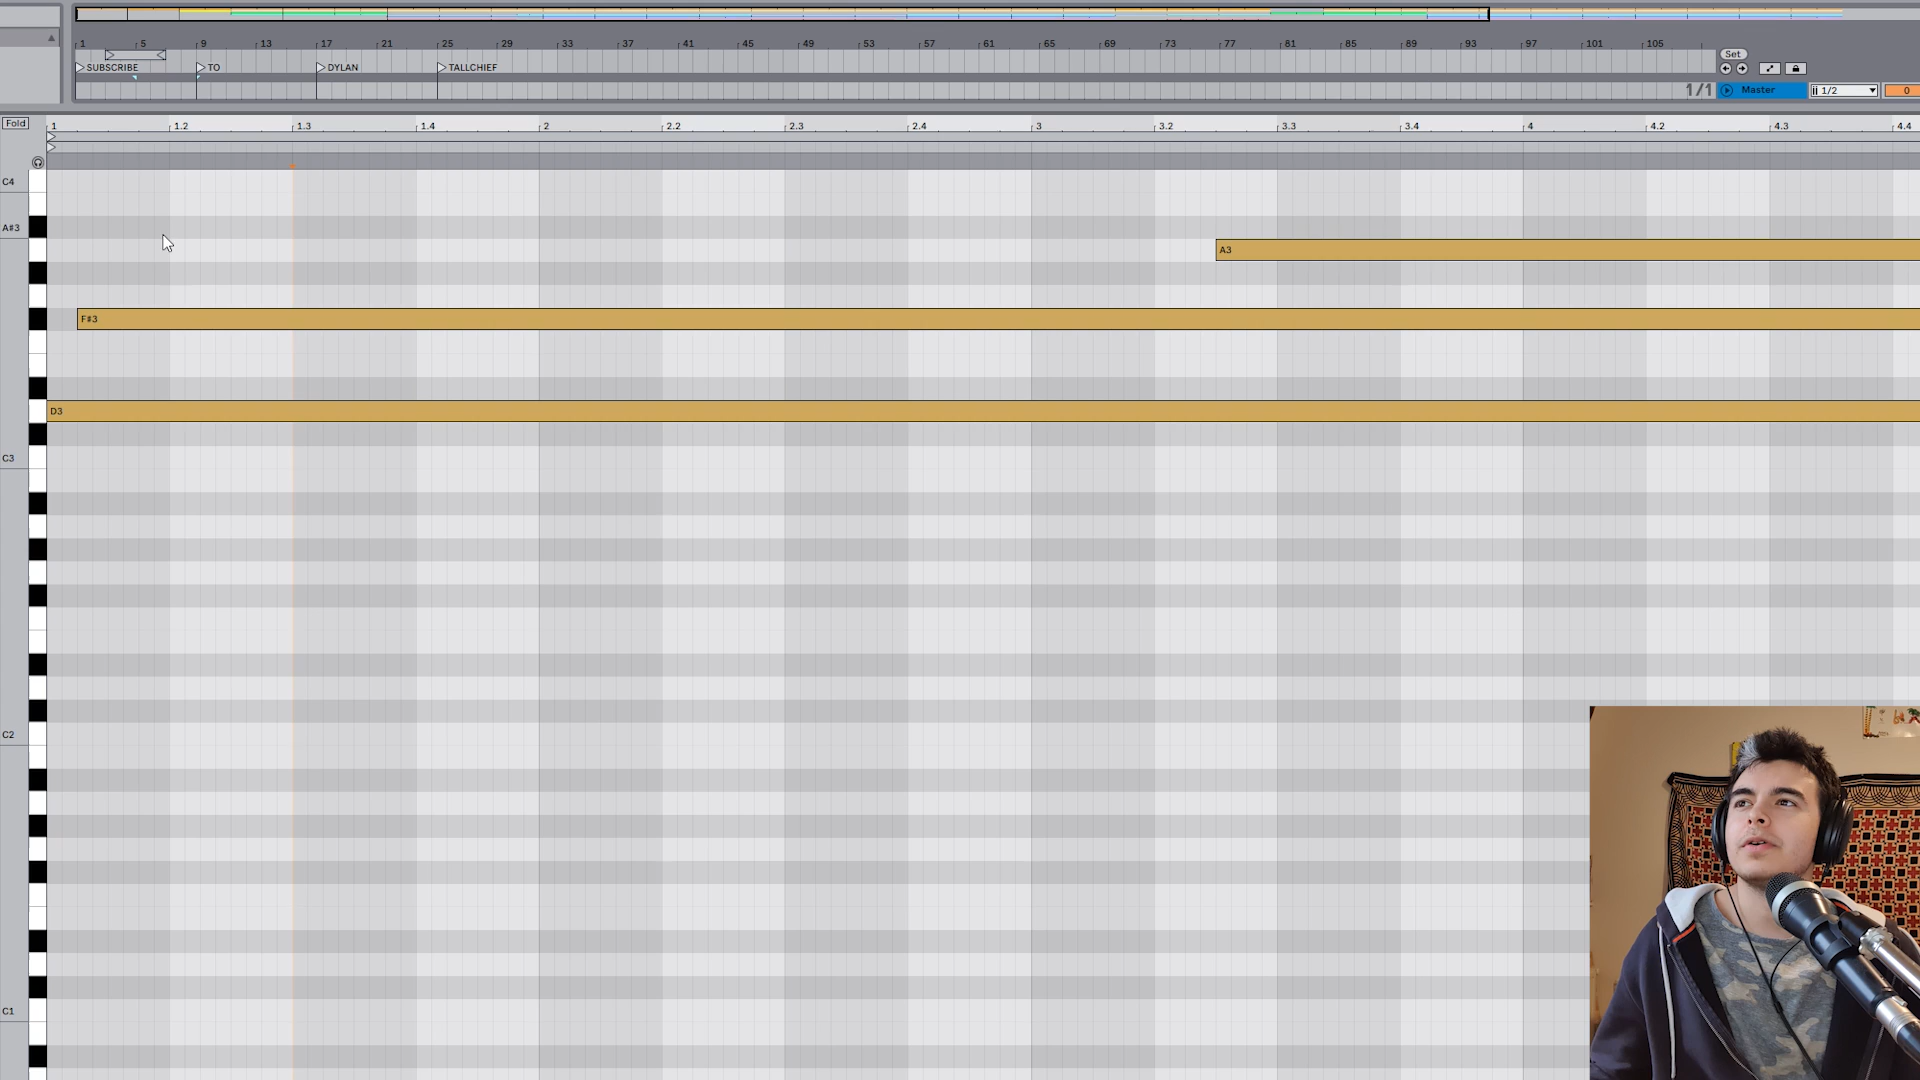 1 5 9 13 17 21 25 29 33 37 41 45 49 53 57 61 65 69 73 77 81 85 89 93 97 101 105
Set
SUBSCRIBE TO DYLAN TALLCHIEF
1/1 Master 1/2 0
Fold 1 1.2 1.3 1.4 2 2.2 2.3 2.4 3 3.2 3.3 3.4 4 4.2 4.3 4.4
C4
A#3
A3
F#3
D3
C3
C2
C1